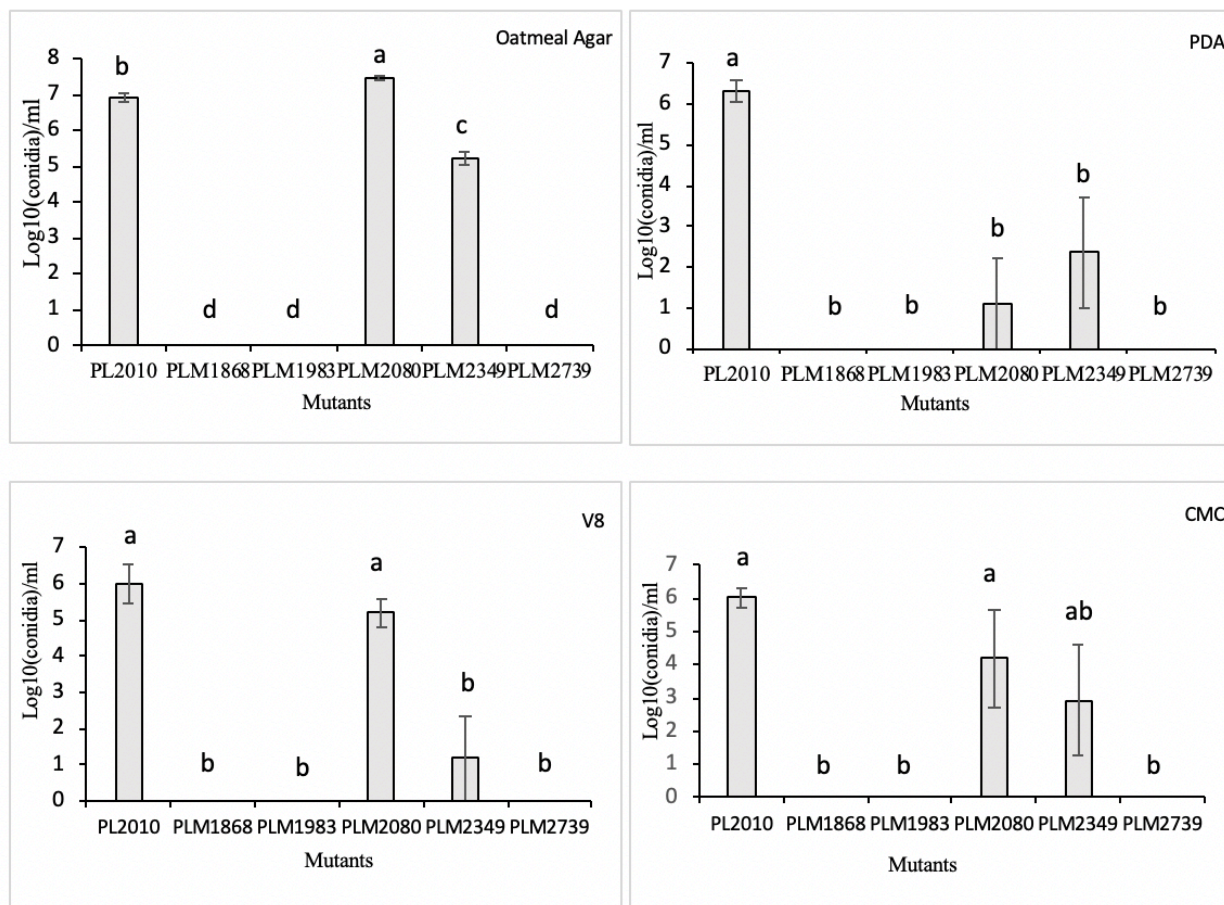 Oatmeal Agar
Log10(conidia)/ml
8
7
6
5
4
3
2
1
0
b
d
d
a
c
d
PL2010 PLM1868 PLM1983 PLM2080 PLM2349 PLM2739
Mutants
PDA
Log10(conidia)/ml
7
6
5
4
3
2
1
0
a
b
b
b
b
b
PL2010 PLM1868 PLM1983 PLM2080 PLM2349 PLM2739
Mutants
V8
Log10(conidia)/ml
7
6
5
4
3
2
1
0
a
b
b
a
b
b
PL2010 PLM1868 PLM1983 PLM2080 PLM2349 PLM2739
Mutants
CMC
Log10(conidia)/ml
7
6
5
4
3
2
1
0
a
b
b
a
ab
b
PL2010 PLM1868 PLM1983 PLM2080 PLM2349 PLM2739
Mutants